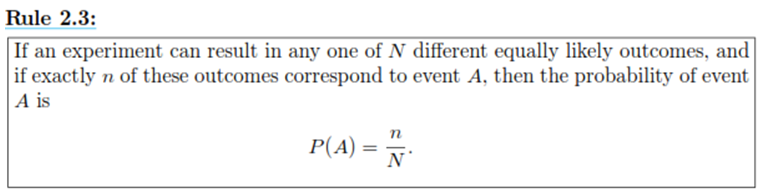 Rule 2.3:
If an experiment can result in any one of N different equally likely outcomes, and
if exactly n of these outcomes correspond to event A, then the probability of event
A is
P(A) = n/N.